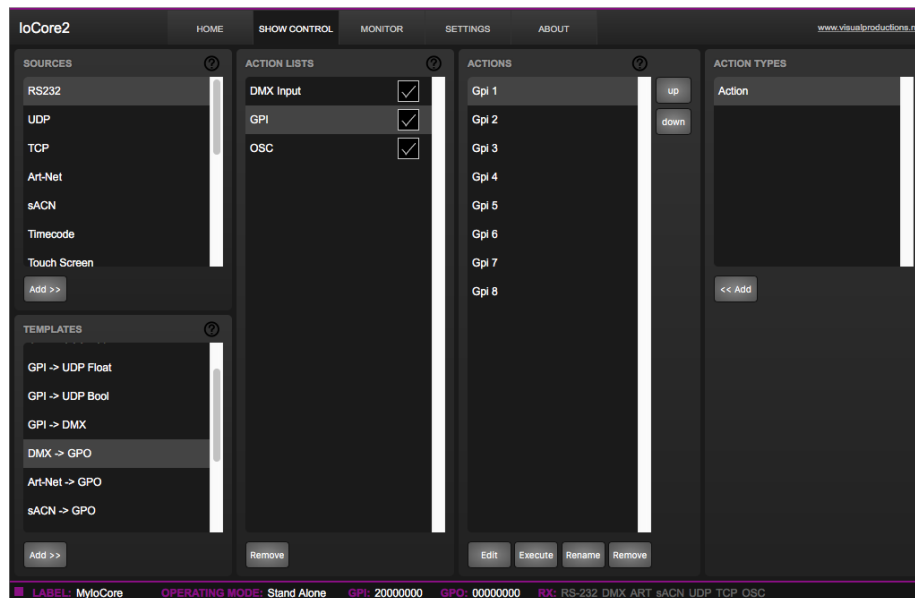 IoCore2
HOME
SHOW CONTROL
MONITOR
SETTINGS
ABOUT
www.visualproductions.n
SOURCES
?
RS232
UDP
TCP
Art-Net
sACN
Timecode
Touch Screen
Add >>
TEMPLATES
?
GPI -> UDP Float
GPI -> UDP Bool
GPI -> DMX
DMX -> GPO
Art-Net -> GPO
sACN -> GPO
Add >>
ACTION LISTS
?
DMX Input
GPI
OSC
Remove
ACTIONS
?
Gpi 1
Gpi 2
Gpi 3
Gpi 4
Gpi 5
Gpi 6
Gpi 7
Gpi 8
up
down
Edit
Execute
Rename
Remove
ACTION TYPES
Action
<< Add
LABEL: MyIoCore OPERATING MODE: Stand Alone GPI: 20000000 GPO: 00000000 RX: RS-232 DMX ART sACN UDP TCP OSC